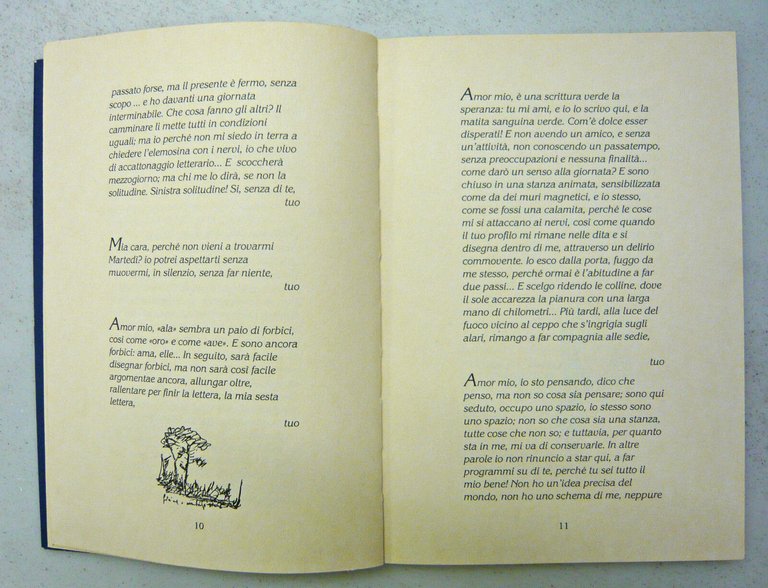 passato forse, ma il presente è fermo, senza
scopo ... e ho davanti una giornata
interminabile. Che cosa fanno gli altri? Il
camminare li mette tutti in condizioni
uguali; ma io perché non mi siedo in terra a
chiedere l'elemosina con i nervi, io che vivo
di accattonaggio letterario... E scoccherà
mezzogiorno; ma chi me lo dirà, se non la
solitudine. Sinistra solitudine! Sì, senza di te,
tuo
Mia cara, perché non vieni a trovarmi
Martedì? io potrei aspettarti senza
muovermi, in silenzio, senza far niente,
tuo
Amor mio, «ala» sembra un paio di forbici,
così come «oro» e come «ave». E sono ancora
forbici: ama, elle... In seguito, sarà facile
disegnar forbici, ma non sarà così facile
argomentae ancora, allungar oltre,
rallentare per finir la lettera, la mia sesta
lettera,
tuo
10
Amor mio, è una scrittura verde la
speranza: tu mi ami, e io lo scrivo qui, e la
matita sanguina verde. Com'è dolce esser
disperati! E non avendo un amico, e senza
un'attività, non conoscendo un passatempo,
senza preoccupazioni e nessuna finalità...
come darò un senso alla giornata? E sono
chiuso in una stanza animata, sensibilizzata
come da dei muri magnetici, e io stesso,
come se fossi una calamita, perché le cose
mi si attaccano ai nervi, così come quando
il tuo profilo mi rimane nelle dita e si
disegna dentro di me, attraverso un delirio
commovente. Io esco dalla porta, fuggo da
me stesso, perché ormai è l'abitudine a far
due passi... E scelgo ridendo le colline, dove
il sole accarezza la pianura con una larga
mano di chilometri... Più tardi, alla luce del
fuoco vicino al ceppo che s'ingrigia sugli
alari, rimango a far compagnia alle sedie,
tuo
Amor mio, Io sto pensando, dico che
penso, ma non so cosa sia pensare; sono qui
seduto, occupo uno spazio, io stesso sono
uno spazio; non so che cosa sia una stanza,
tutte cose che non so; e tuttavia, per quanto
sta in me, mi va di conservarle. In altre
parole io non rinuncio a star qui, a far
programmi su di te, perché tu sei tutto il
mio bene! Non ho un'idea precisa del
mondo, non ho uno schema di me, neppure
11